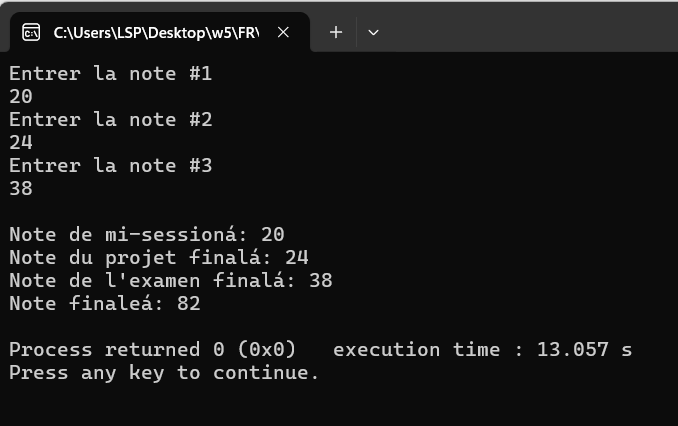 C:\Users\LSP\Desktop\w5\FR\
Entrer la note #1
20
Entrer la note #2
24
Entrer la note #3
38
Note de mi-sessioná: 20
Note du projet finalá: 24
Note de l'examen finalá: 38
Note finaleá: 82
Process returned 0 (0x0)   execution time : 13.057 s
Press any key to continue.